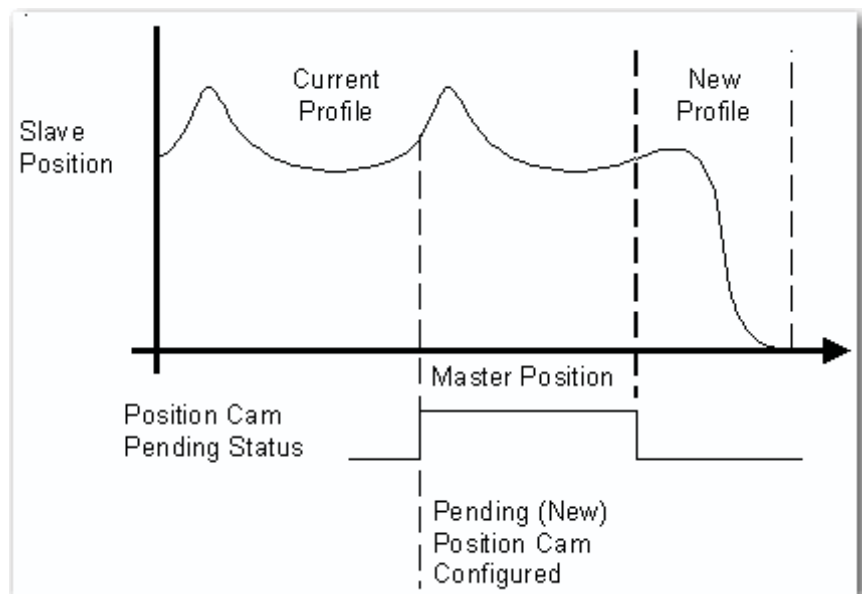 Current
Profile
New
Profile
Slave
Position
Master Position
Position Cam
Pending Status
Pending (New)
Position Cam
Configured